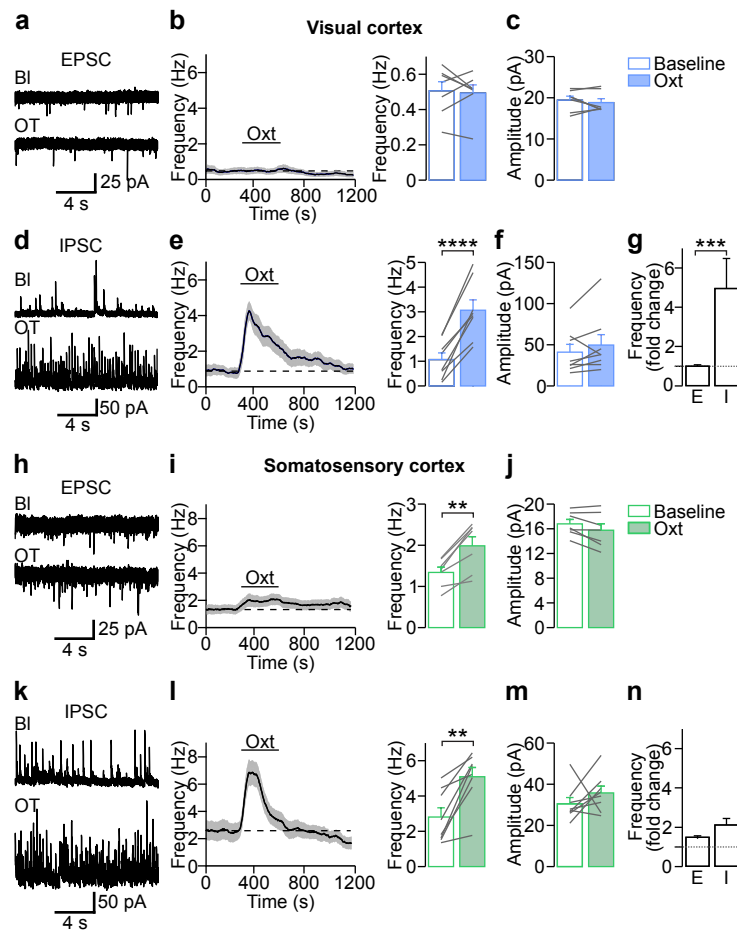 Visual cortex
a
EPSC
Bl
OT
25 pA
4 s
b
Frequency (Hz)
8
6
4
2
0
Oxt
0 400 800 1200
Time (s)
Frequency (Hz)
0.6
0.4
0.2
0
c
Amplitude (pA)
30
20
10
0
Baseline
Oxt
d
IPSC
Bl
OT
50 pA
4 s
e
Frequency (Hz)
8
6
4
2
0
Oxt
0 400 800 1200
Time (s)
****
Frequency (Hz)
5
4
3
2
1
0
f
Amplitude (pA)
150
100
50
0
g
***
Frequency
(fold change)
6
4
2
E I
Somatosensory cortex
h
EPSC
Bl
OT
25 pA
4 s
i
Frequency (Hz)
8
6
4
2
0
Oxt
0 400 800 1200
Time (s)
**
Frequency (Hz)
3
2
1
0
j
Amplitude (pA)
20
16
12
8
4
0
Baseline
Oxt
k
IPSC
Bl
OT
50 pA
4 s
l
Frequency (Hz)
8
6
4
2
0
Oxt
0 400 800 1200
Time (s)
**
Frequency (Hz)
6
4
2
0
m
Amplitude (pA)
60
40
20
0
n
Frequency
(fold change)
6
4
2
E I